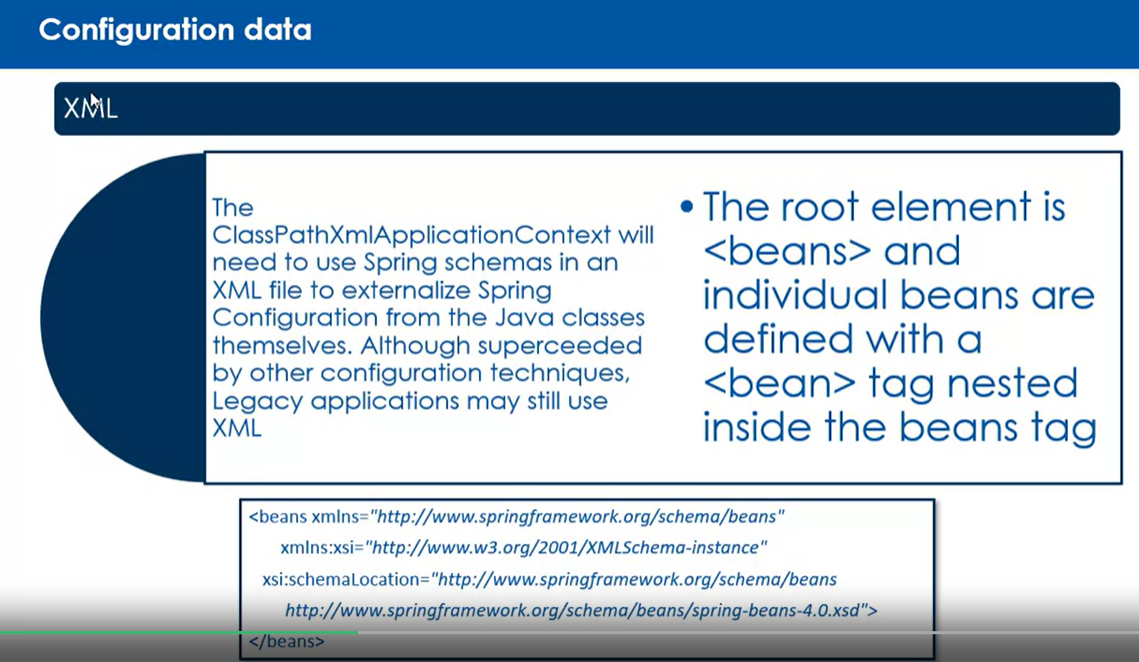 Configuration data
XML
The
ClassPathXmlApplicationContext will
need to use Spring schemas in an
XML file to externalize Spring
Configuration from the Java classes
themselves. Although superceeded
by other configuration techniques,
Legacy applications may still use
XML
• The root element is
<beans> and
individual beans are
defined with a
<bean> tag nested
inside the beans tag
<beans xmlns="http://www.springframework.org/schema/beans"
xmlns:xsi="http://www.w3.org/2001/XMLSchema-instance"
xsi:schemaLocation="http://www.springframework.org/schema/beans
http://www.springframework.org/schema/beans/spring-beans-4.0.xsd">
</beans>